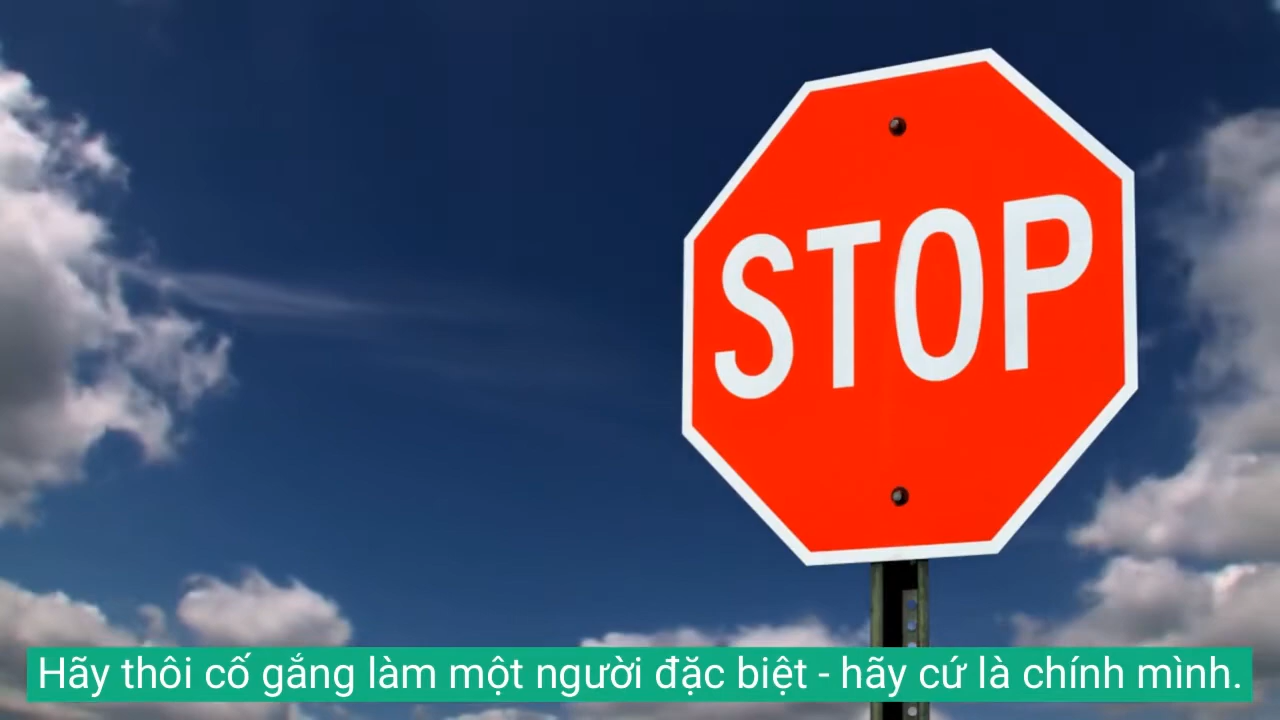 STOP
Hãy thôi cố gắng làm một người đặc biệt - hãy cứ là chính mình.